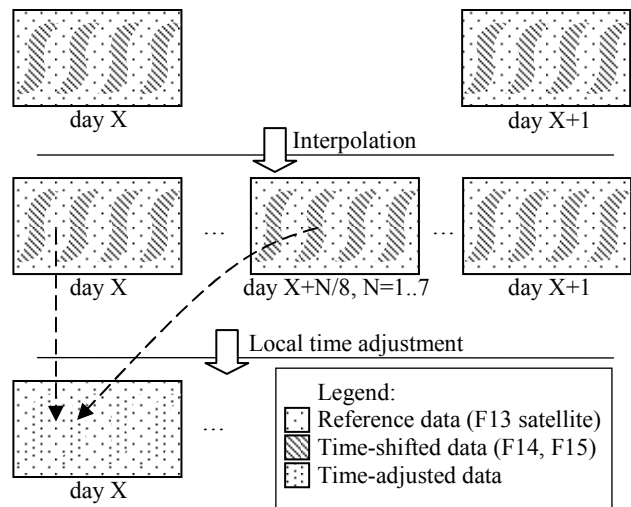 day X
day X+1
Interpolation
... ...
day X
day X+N/8, N=1..7
day X+1
Local time adjustment
...
day X
Legend:
Reference data (F13 satellite)
Time-shifted data (F14, F15)
Time-adjusted data